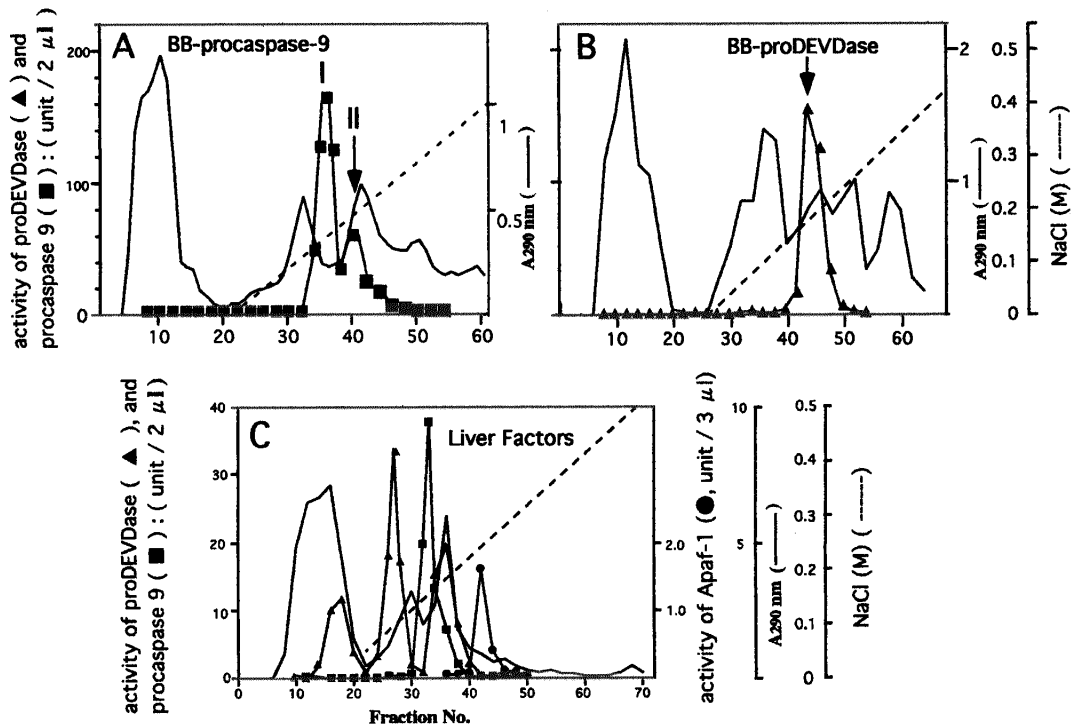 activity of proDEVDase ( ▲ ) and
procaspase 9 ( ■ ) : ( unit / 2 μl )
200
100
0
A
BB-procaspase-9
I
II
1
0.5
A290 nm ( —— )
10 20 30 40 50 60
B
BB-proDEVDase
2
1
A290 nm ( —— )
0.5
0.4
0.3
0.2
0.1
0
NaCl (M) ( ------ )
10 20 30 40 50 60
activity of proDEVDase ( ▲ ), and
procaspase 9 ( ■ ) : ( unit / 2 μl )
40
30
20
10
0
C
Liver Factors
2.0
1.0
0 10 20 30 40 50 60 70
Fraction No.
activity of Apaf-1 ( ●, unit / 3 μl )
10
5
0
A290 nm ( —— )
0.5
0.4
0.3
0.2
0.1
0
NaCl (M) ( ------ )